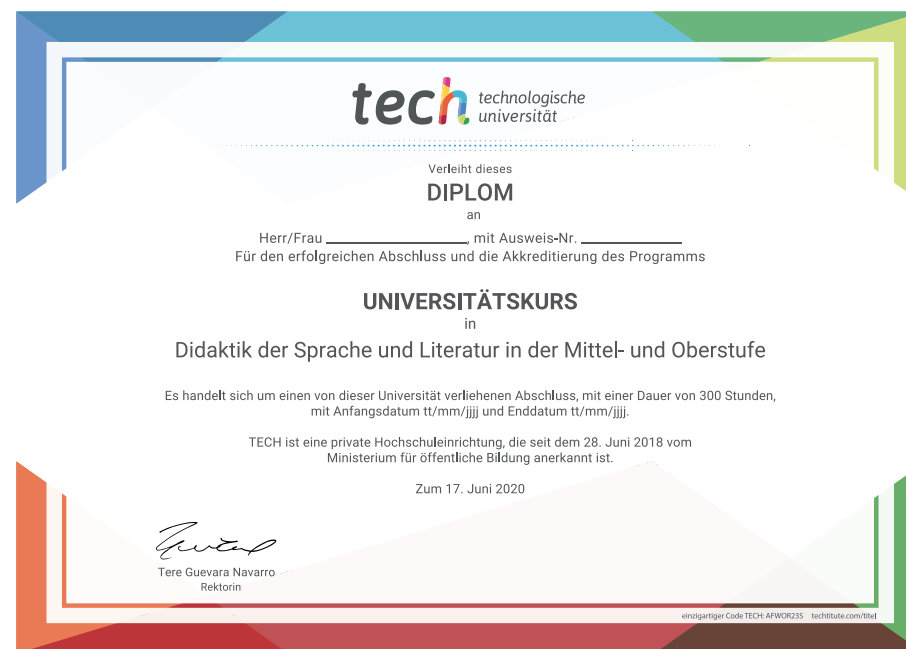 tech technologische
universität
Verleiht dieses
DIPLOM
an
Herr/Frau ____________, mit Ausweis-Nr. ____________
Für den erfolgreichen Abschluss und die Akkreditierung des Programms
UNIVERSITÄTSKURS
in
Didaktik der Sprache und Literatur in der Mittel- und Oberstufe
Es handelt sich um einen von dieser Universität verliehenen Abschluss, mit einer Dauer von 300 Stunden,
mit Anfangsdatum tt/mm/jjjj und Enddatum tt/mm/jjjj.
TECH ist eine private Hochschuleinrichtung, die seit dem 28. Juni 2018 vom
Ministerium für öffentliche Bildung anerkannt ist.
Zum 17. Juni 2020
Tere Guevara Navarro
Rektorin
einzigartiger Code TECH: AFWOR235 techtitute.com/titel